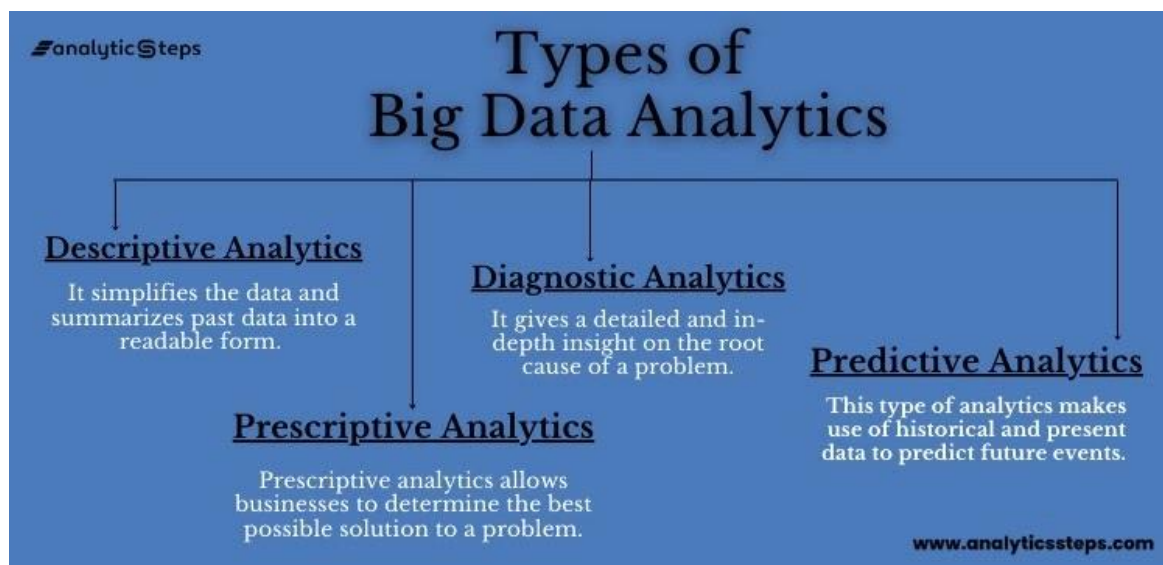 analyticSteps
Types of
Big Data Analytics
Descriptive Analytics
It simplifies the data and
summarizes past data into a
readable form.
Prescriptive Analytics
Prescriptive analytics allows
businesses to determine the best
possible solution to a problem.
Diagnostic Analytics
It gives a detailed and in-
depth insight on the root
cause of a problem.
Predictive Analytics
This type of analytics makes
use of historical and present
data to predict future events.
www.analyticssteps.com